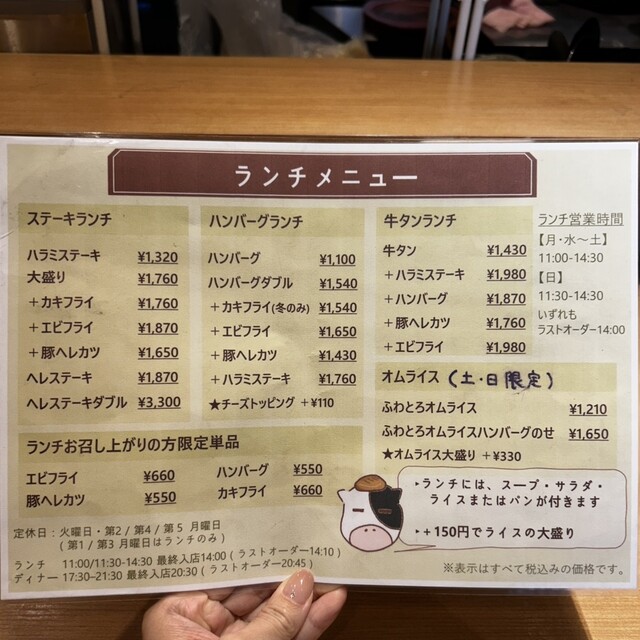 ランチメニュー
ステーキランチ
ハラミステーキ ¥1,320
大盛り ¥1,760
＋カキフライ ¥1,760
＋エビフライ ¥1,870
＋豚ヘレカツ ¥1,650
ヘレステーキ ¥1,870
ヘレステーキダブル ¥3,300
ハンバーグランチ
ハンバーグ ¥1,100
ハンバーグダブル ¥1,540
＋カキフライ(冬のみ) ¥1,540
＋エビフライ ¥1,650
＋豚ヘレカツ ¥1,430
＋ハラミステーキ ¥1,760
★チーズトッピング ＋¥110
牛タンランチ
牛タン ¥1,430
＋ハラミステーキ ¥1,980
＋ハンバーグ ¥1,870
＋豚ヘレカツ ¥1,760
＋エビフライ ¥1,980
ランチ営業時間
【月・水～土】
11:00-14:30
【日】
11:30-14:30
いずれも
ラストオーダー14:00
オムライス (土・日限定)
ふわとろオムライス ¥1,210
ふわとろオムライスハンバーグのせ ¥1,650
★オムライス大盛り ＋¥330
ランチお召し上がりの方限定単品
エビフライ ¥660
豚ヘレカツ ¥550
ハンバーグ ¥550
カキフライ ¥660
▸ランチには、スープ・サラダ・
ライスまたはパンが付きます
▸＋150円でライスの大盛り
定休日：火曜日・第2 / 第4 / 第5 月曜日
( 第1 / 第3 月曜日はランチのみ )
ランチ 11:00/11:30-14:30 最終入店14:00 ( ラストオーダー14:10 )
ディナー 17:30–21:30 最終入店20:30 ( ラストオーダー20:45 )
※表示はすべて税込みの価格です。